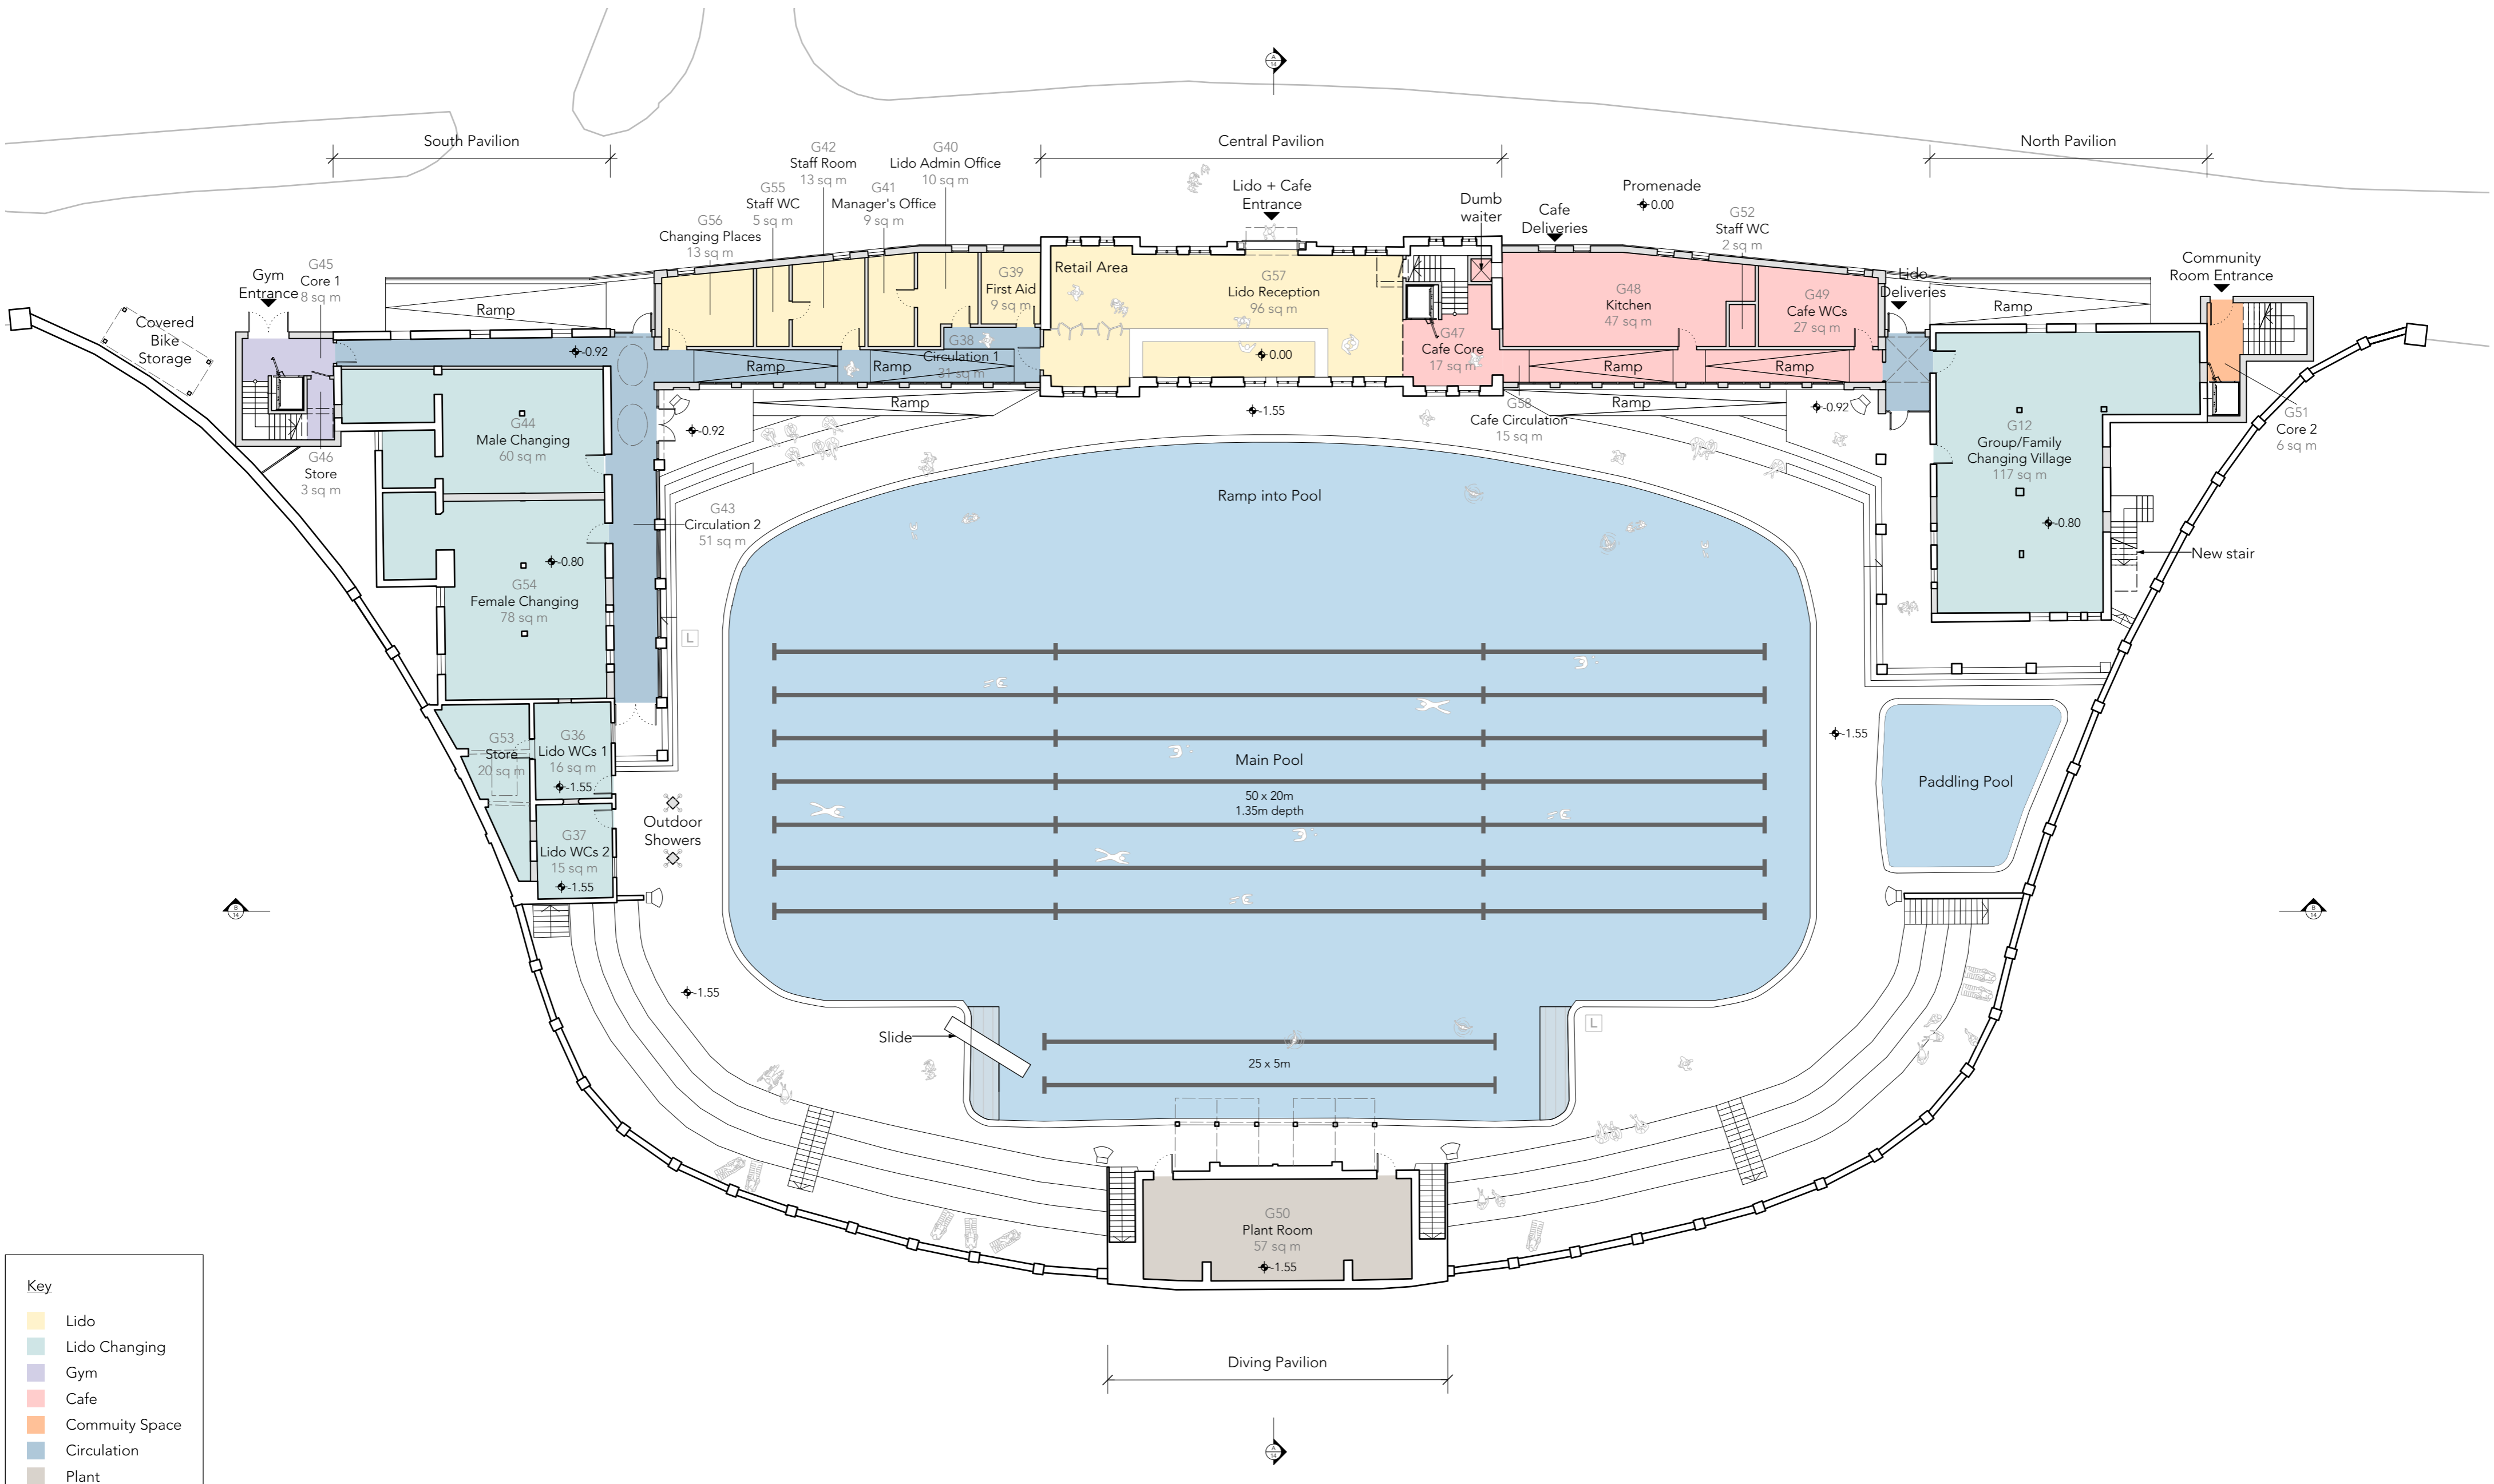 A
14
South Pavilion
Central Pavilion
North Pavilion
G42
Staff Room
13 sq m
G40
Lido Admin Office
10 sq m
G55
Staff WC
5 sq m
G41
Manager's Office
9 sq m
G56
Changing Places
13 sq m
Lido + Cafe
Entrance
Dumb
waiter
Cafe
Deliveries
Promenade
0.00
G52
Staff WC
2 sq m
G45
Core 1
8 sq m
Gym
Entrance
Ramp
Covered
Bike
Storage
Retail Area
G39
First Aid
9 sq m
G57
Lido Reception
96 sq m
G48
Kitchen
47 sq m
G49
Cafe WCs
27 sq m
Lido
Deliveries
Ramp
Community
Room Entrance
-0.92
G38
Circulation 1
31 sq m
Ramp
Ramp
0.00
G47
Cafe Core
17 sq m
Ramp
Ramp
Ramp
-1.55
Ramp
G58
Cafe Circulation
15 sq m
-0.92
-0.92
G51
Core 2
6 sq m
G44
Male Changing
60 sq m
G46
Store
3 sq m
G12
Group/Family
Changing Village
117 sq m
-0.80
New stair
Ramp into Pool
G43
Circulation 2
51 sq m
-0.80
G54
Female Changing
78 sq m
L
G53
Store
20 sq m
G36
Lido WCs 1
16 sq m
-1.55
-1.55
Main Pool
50 x 20m
1.35m depth
Paddling Pool
Outdoor
Showers
G37
Lido WCs 2
15 sq m
-1.55
B
14
B
14
-1.55
Slide
L
25 x 5m
G50
Plant Room
57 sq m
-1.55
Diving Pavilion
A
14
Key
Lido
Lido Changing
Gym
Cafe
Commuity Space
Circulation
Plant